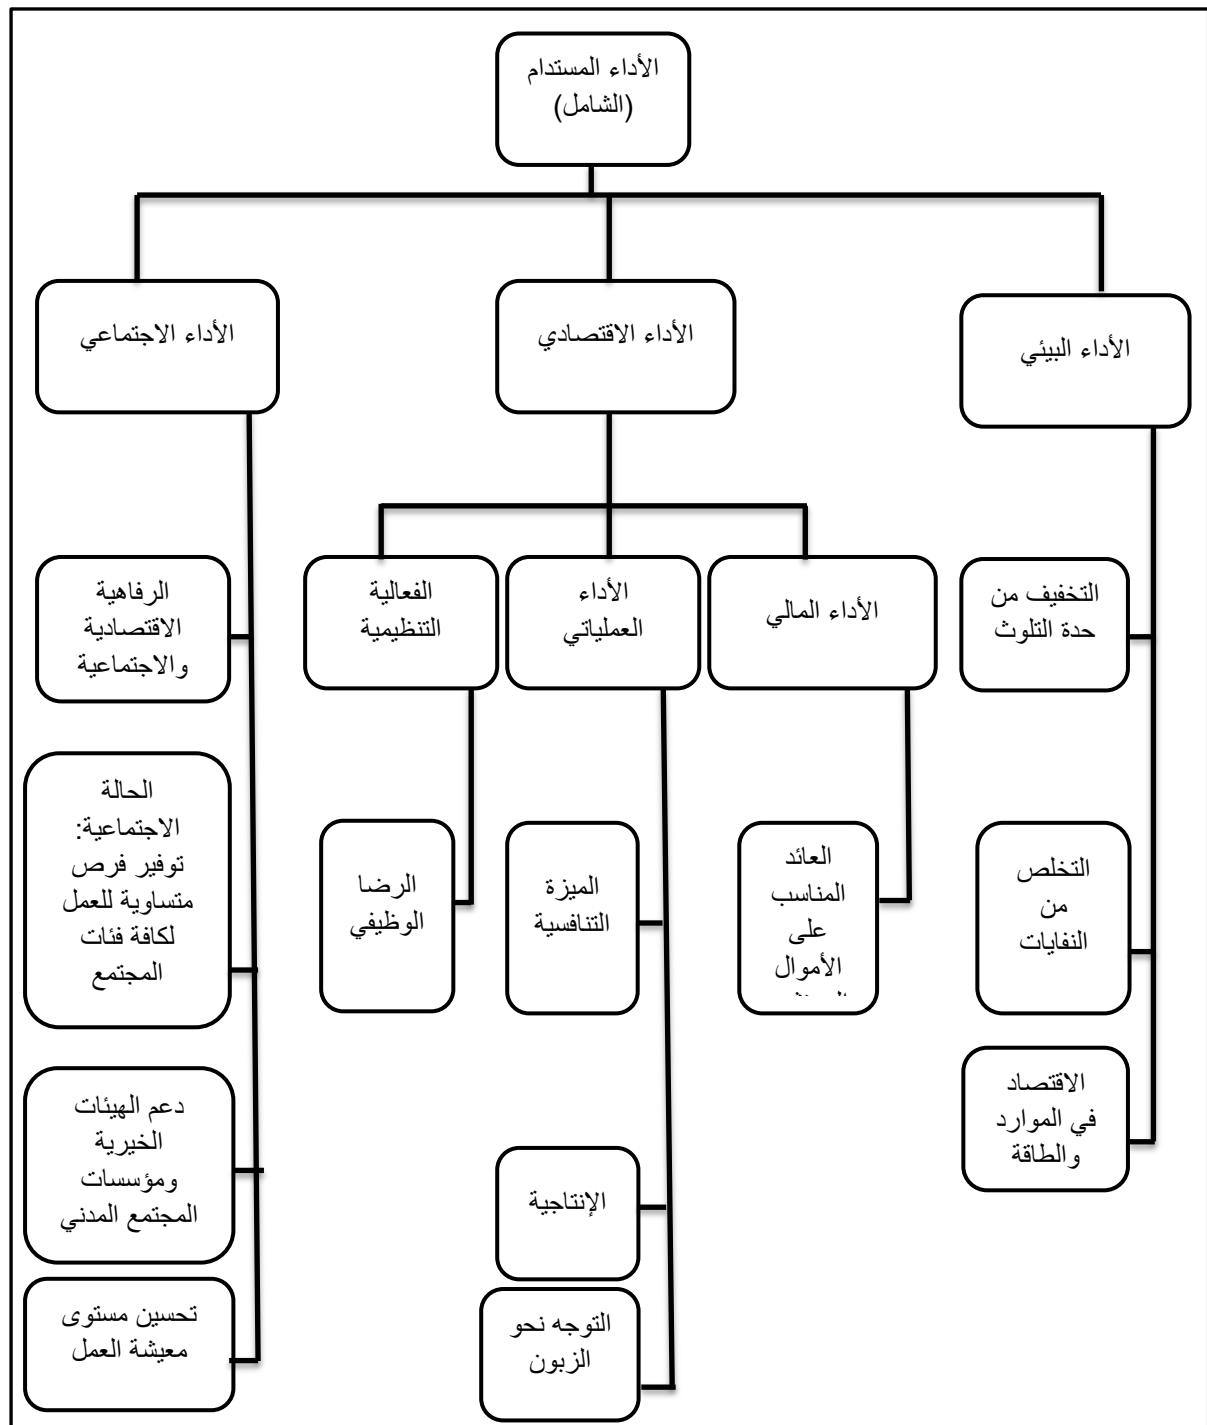 الأداء المستدام
(الشامل)
الأداء البيئي
الأداء الاقتصادي
الأداء الاجتماعي
التخفيف من
حدة التلوث
التخلص
من
النفايات
الاقتصاد
في الموارد
والطاقة
الأداء المالي
العائد
المناسب
على
الأموال
الأداء
العملياتي
الميزة
التنافسية
الإنتاجية
التوجه نحو
الزبون
الفعالية
التنظيمية
الرضا
الوظيفي
الرفاهية
الاقتصادية
والاجتماعية
الحالة
الاجتماعية:
توفير فرص
متساوية للعمل
لكافة فئات
المجتمع
دعم الهيئات
الخيرية
ومؤسسات
المجتمع المدني
تحسين مستوى
معيشة العمل